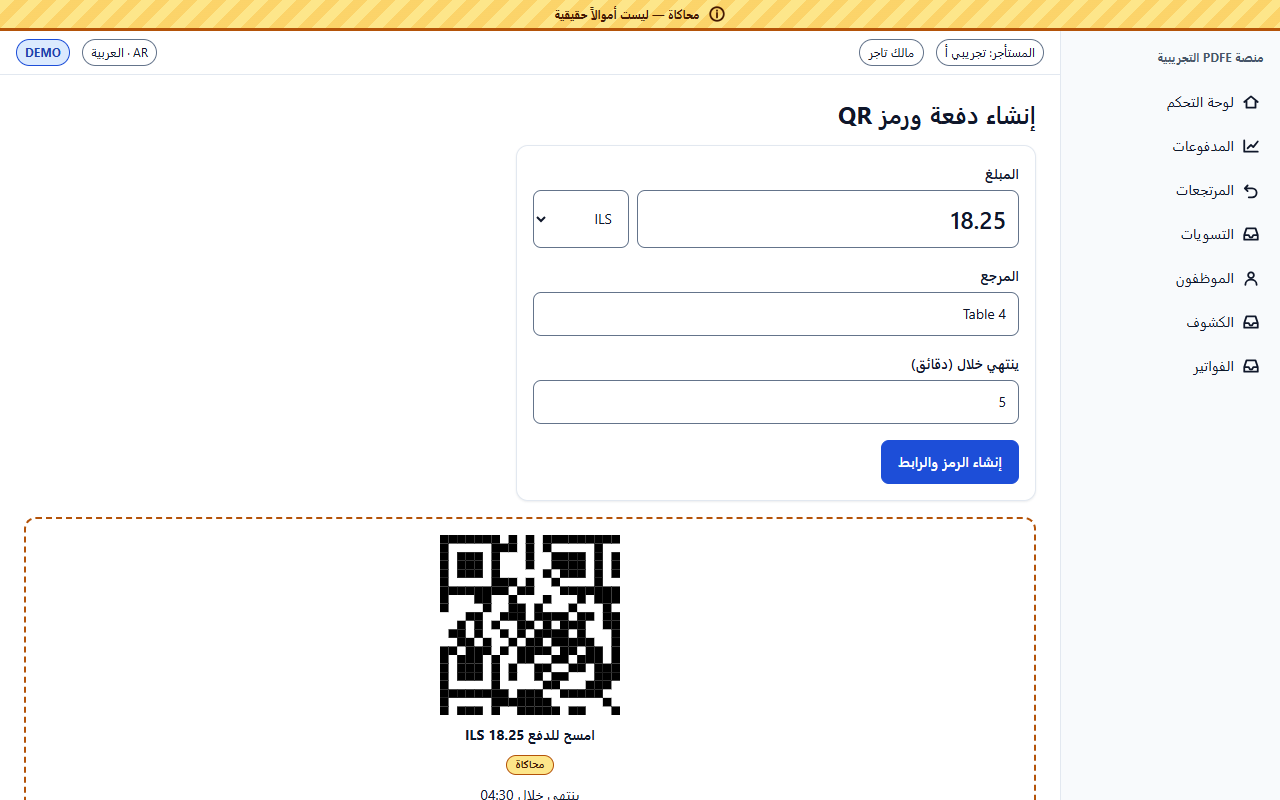 محاكاة — ليست أموالاً حقيقية
منصة PDFE التجريبية
لوحة التحكم
المدفوعات
المرتجعات
التسويات
الموظفون
الكشوف
الفواتير
المستأجر: تجريبي أ
مالك تاجر
AR · العربية
DEMO
إنشاء دفعة ورمز QR
المبلغ
18.25
ILS
المرجع
Table 4
ينتهي خلال (دقائق)
5
إنشاء الرمز والرابط
امسح للدفع ILS 18.25
محاكاة
ينتهي خلال 04:30